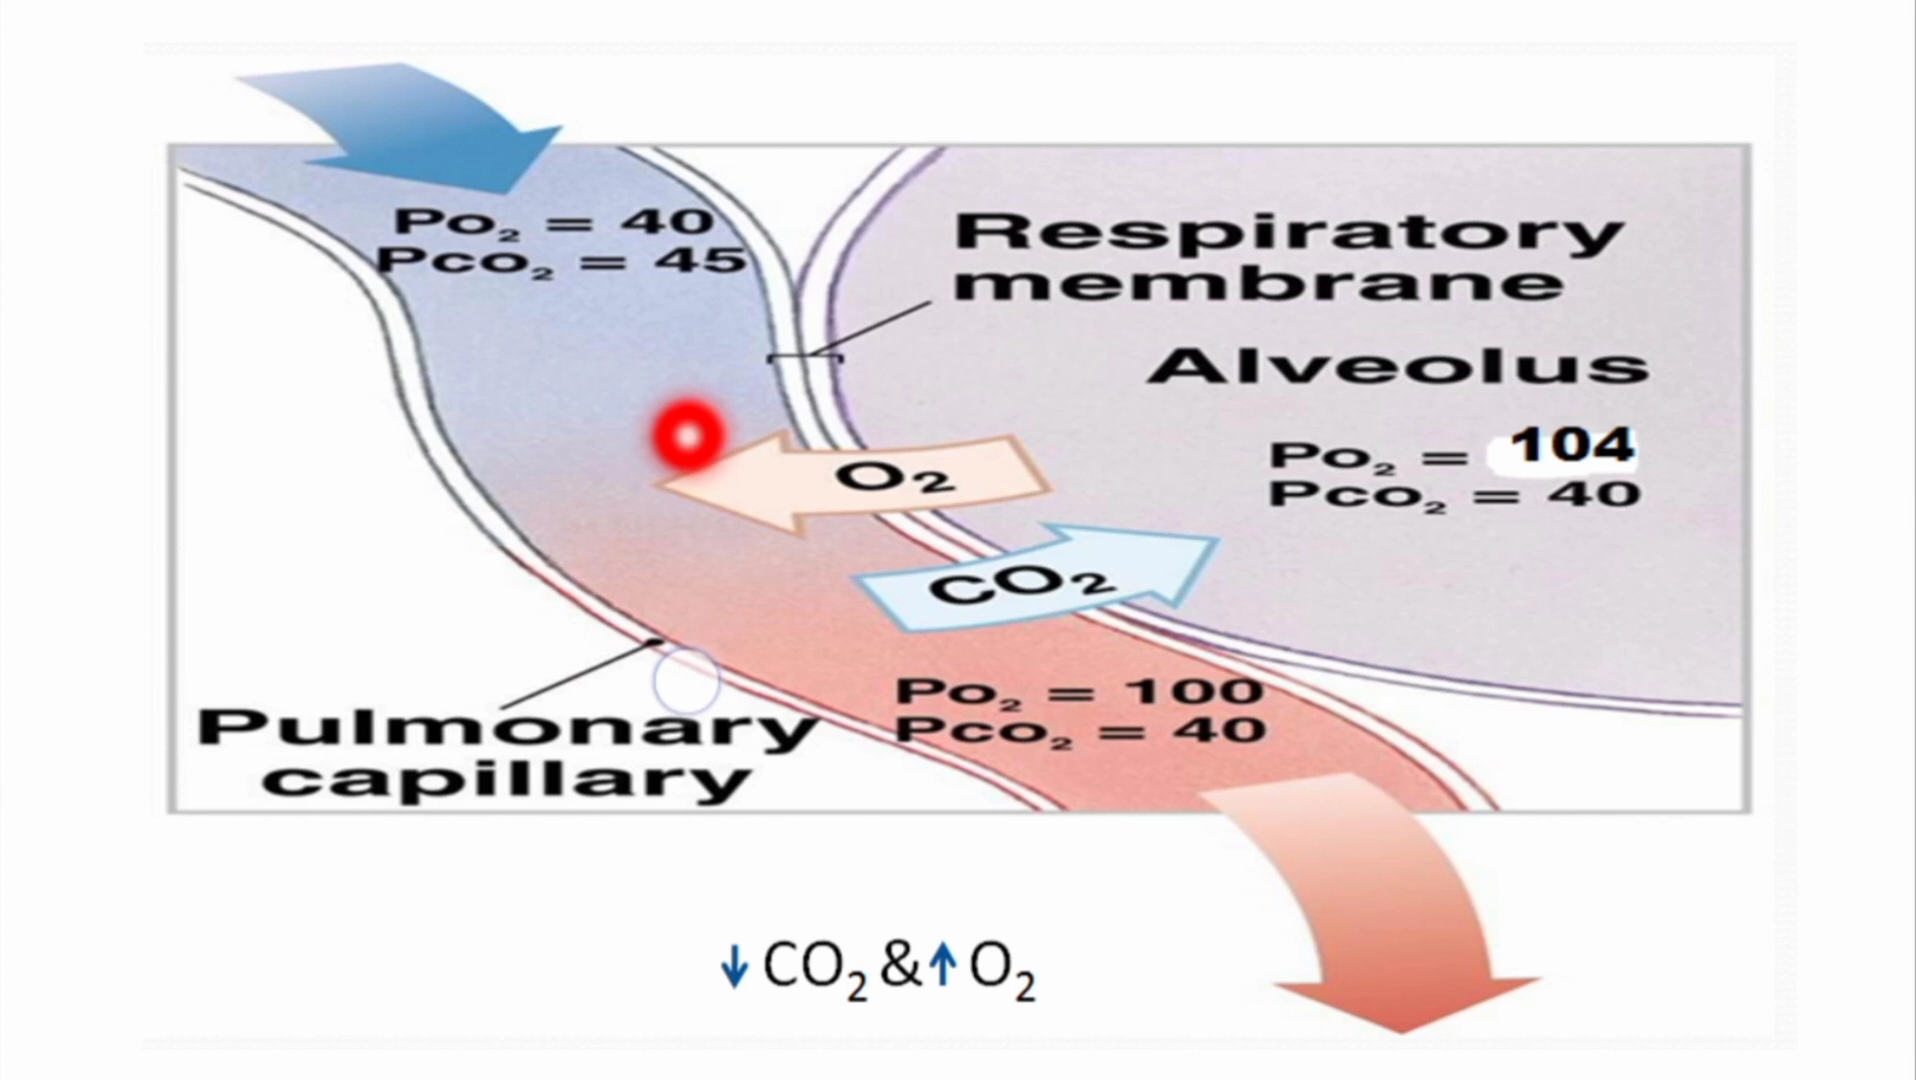 Po₂ = 40
Pco₂ = 45
Respiratory
membrane
Alveolus
Po₂ = 104
Pco₂ = 40
O₂
CO₂
Po₂ = 100
Pco₂ = 40
Pulmonary
capillary
↓ CO₂ &↑ O₂